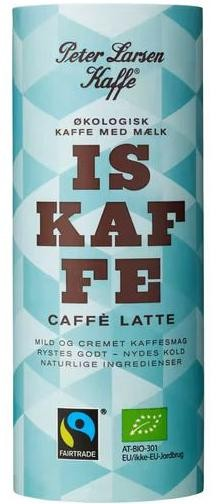 Peter Larsen
Kaffe®
ØKOLOGISK
KAFFE MED MÆLK
IS
KAF
FE
CAFFÈ LATTE
MILD OG CREMET KAFFESMAG
RYSTES GODT – NYDES KOLD
NATURLIGE INGREDIENSER
FAIRTRADE
AT-BIO-301
EU/ikke-EU-Jordbrug